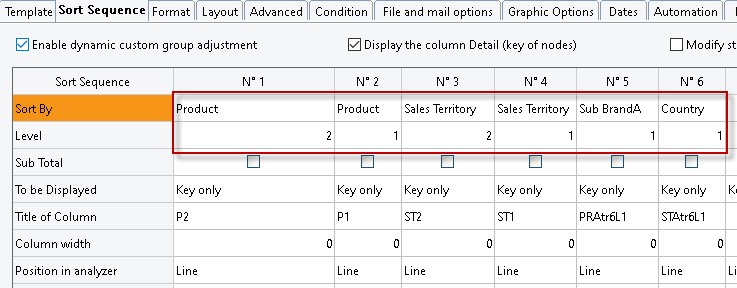 Template Sort Sequence Format Layout Advanced Condition File and mail options Graphic Options Dates Automation
Enable dynamic custom group adjustment Display the column Detail (key of nodes) Modify st
Sort Sequence N° 1 N° 2 N° 3 N° 4 N° 5 N° 6
Sort By Product Product Sales Territory Sales Territory Sub BrandA Country
Level 2 1 2 1 1 1
Sub Total
To be Displayed Key only Key only Key only Key only Key only Key only K
Title of Column P2 P1 ST2 ST1 PRAtr6L1 STAtr6L1
Column width 0 0 0 0 0 0
Position in analyzer Line Line Line Line Line Line Li